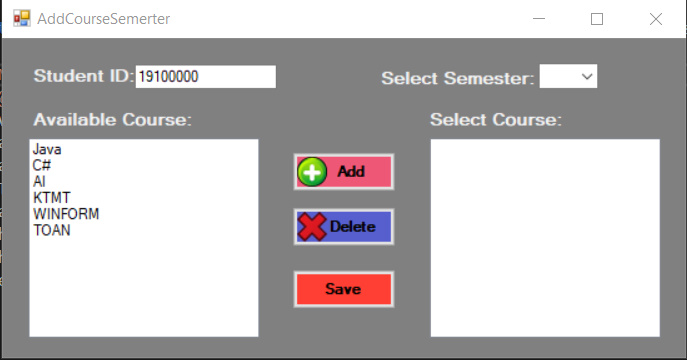 AddCourseSemerter
Student ID: 19100000
Select Semester:
Available Course:
Select Course:
Java
C#
AI
KTMT
WINFORM
TOAN
Add
Delete
Save